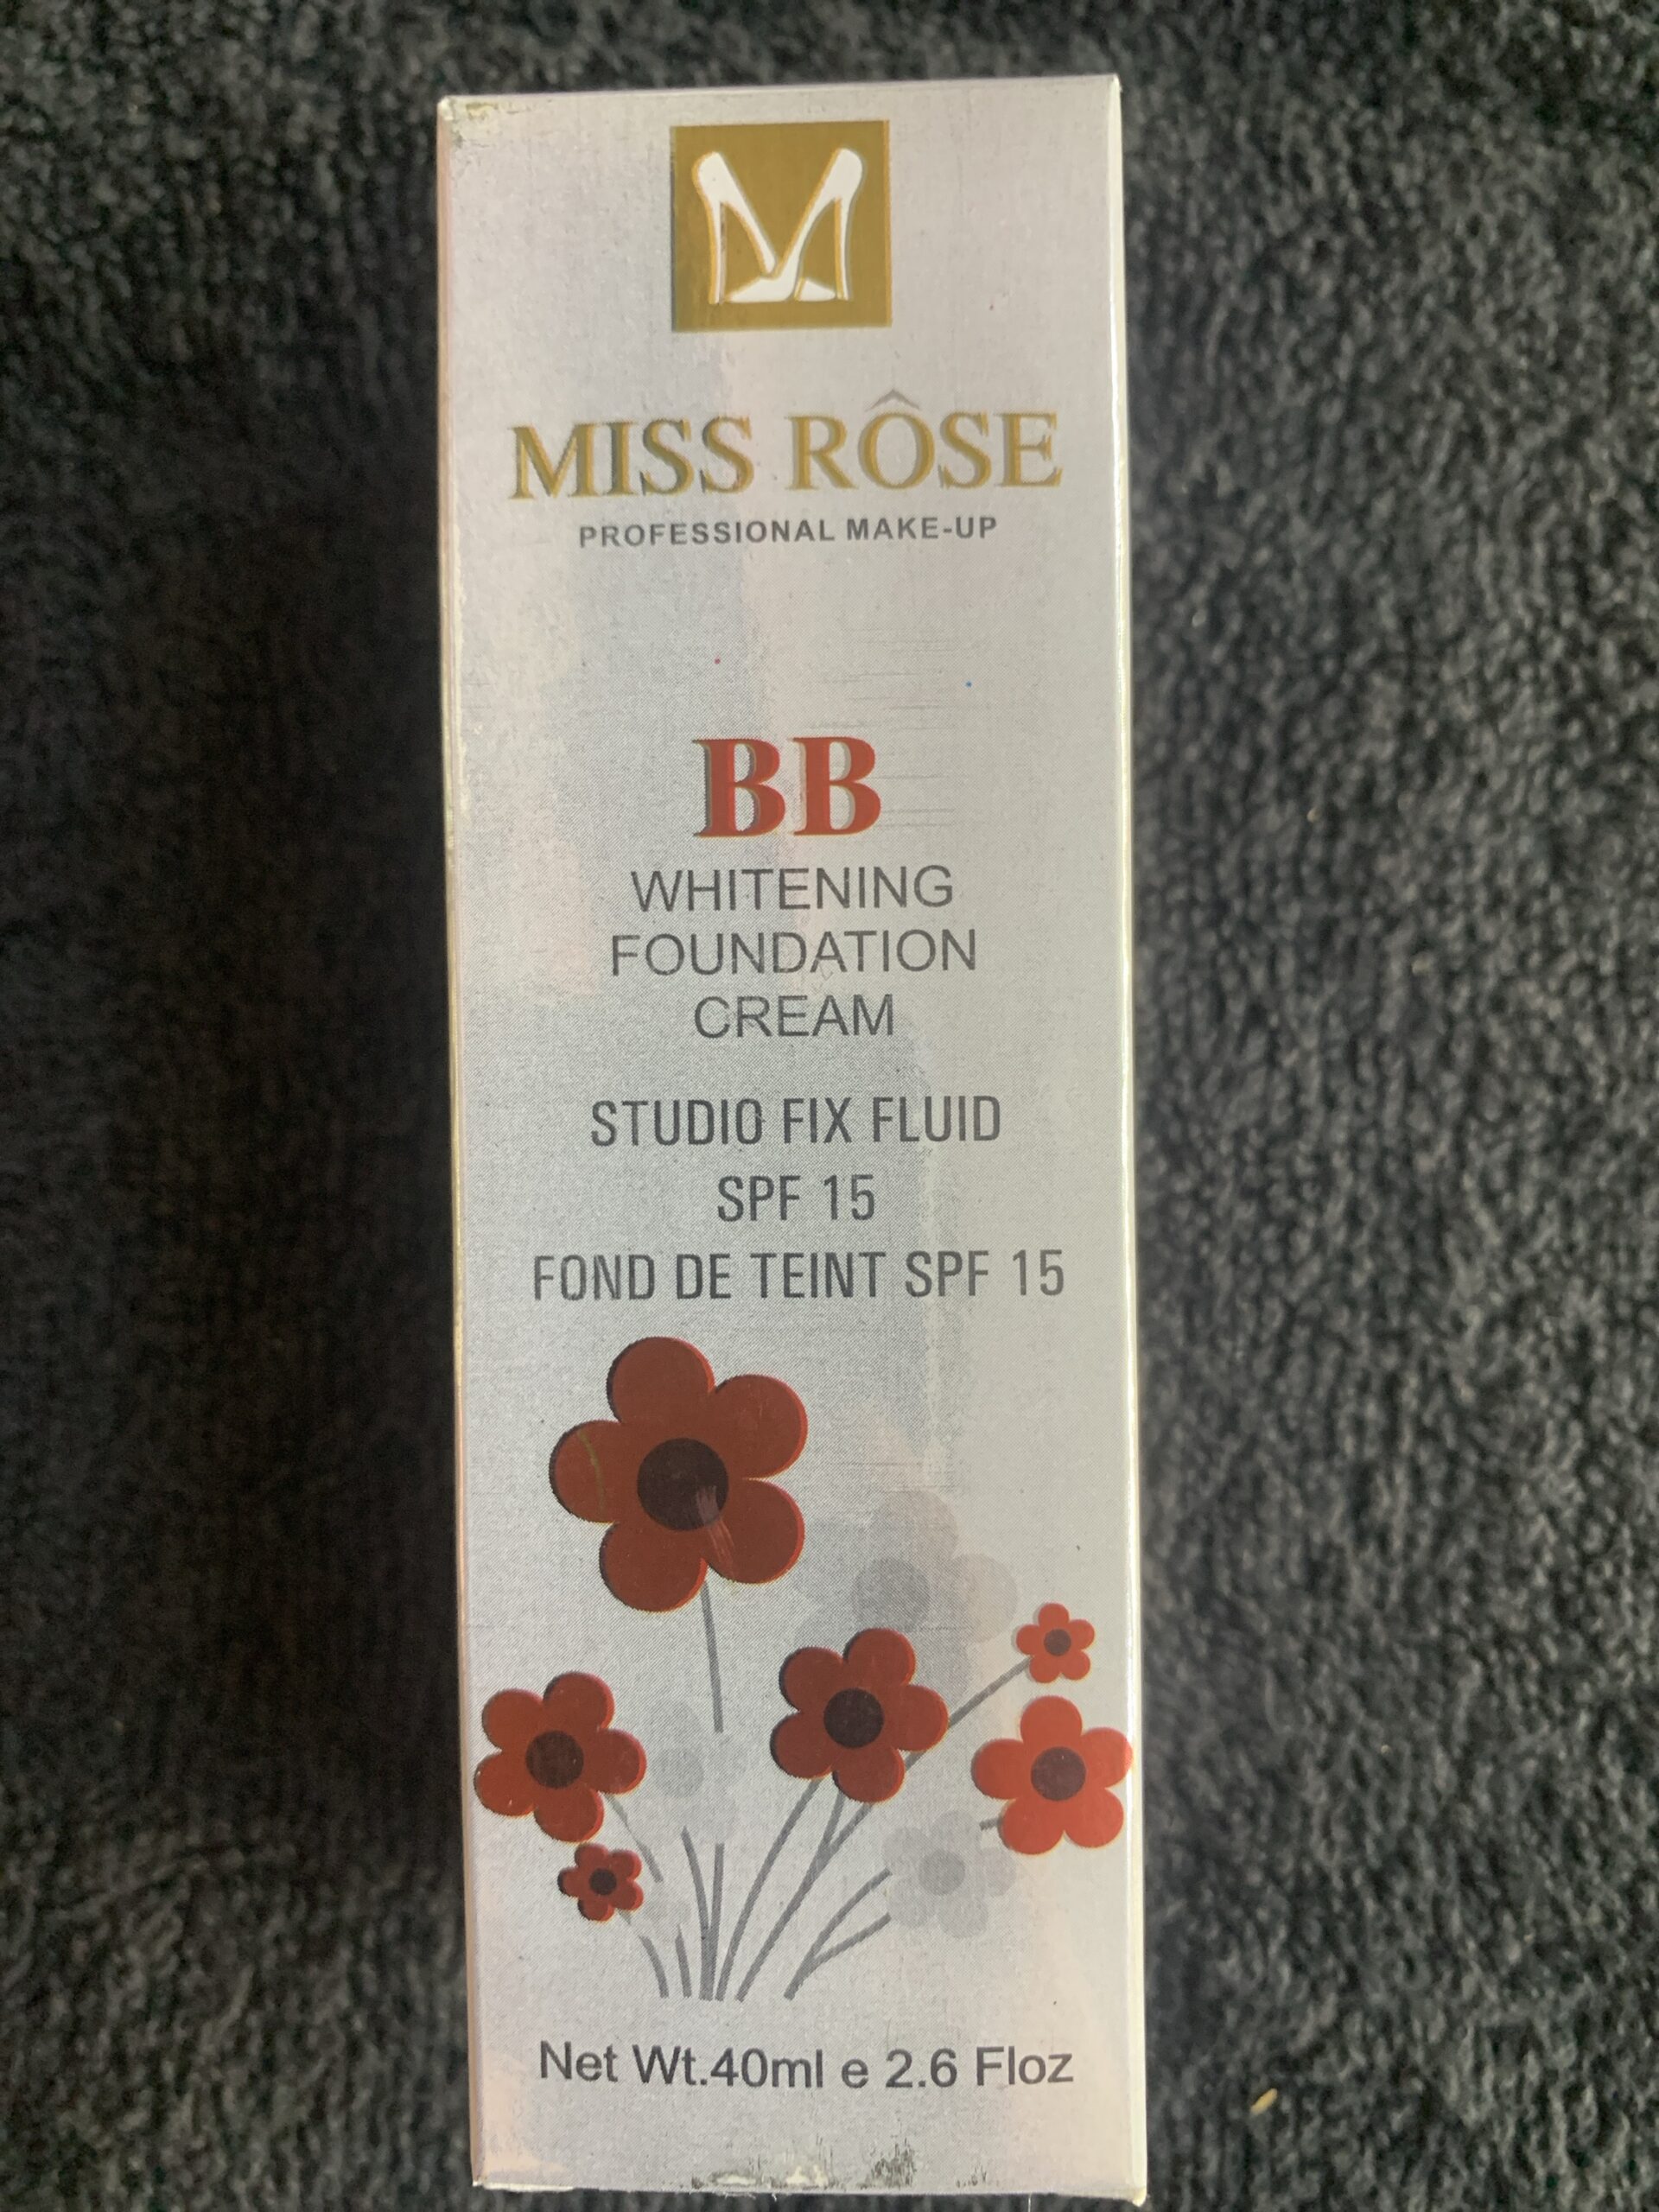 MISS RÔSE
PROFESSIONAL MAKE-UP
BB
WHITENING
FOUNDATION
CREAM
STUDIO FIX FLUID
SPF 15
FOND DE TEINT SPF 15
Net Wt.40ml e 2.6 Floz